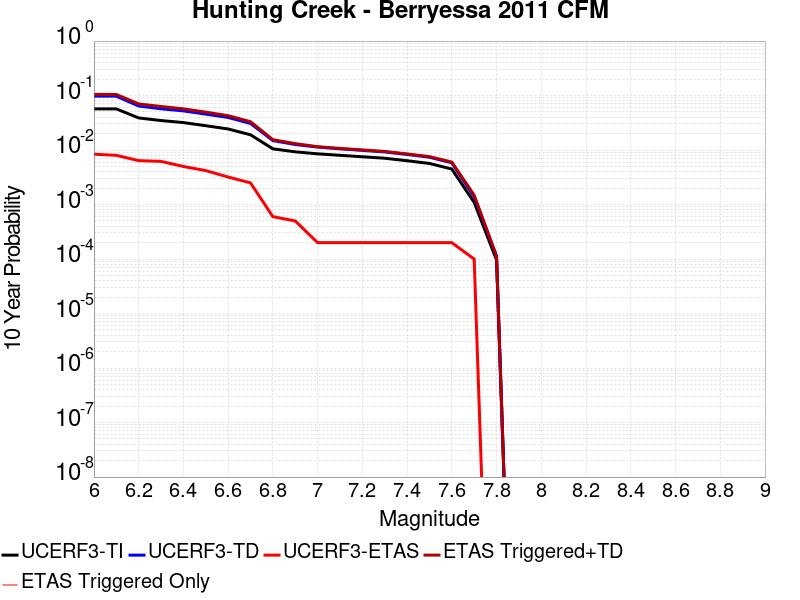 Hunting Creek - Berryessa 2011 CFM
10 Year Probability
10^0
10^-1
10^-2
10^-3
10^-4
10^-5
10^-6
10^-7
10^-8
6 6.2 6.4 6.6 6.8 7 7.2 7.4 7.6 7.8 8 8.2 8.4 8.6 8.8 9
Magnitude
UCERF3-TI UCERF3-TD UCERF3-ETAS ETAS Triggered+TD
ETAS Triggered Only